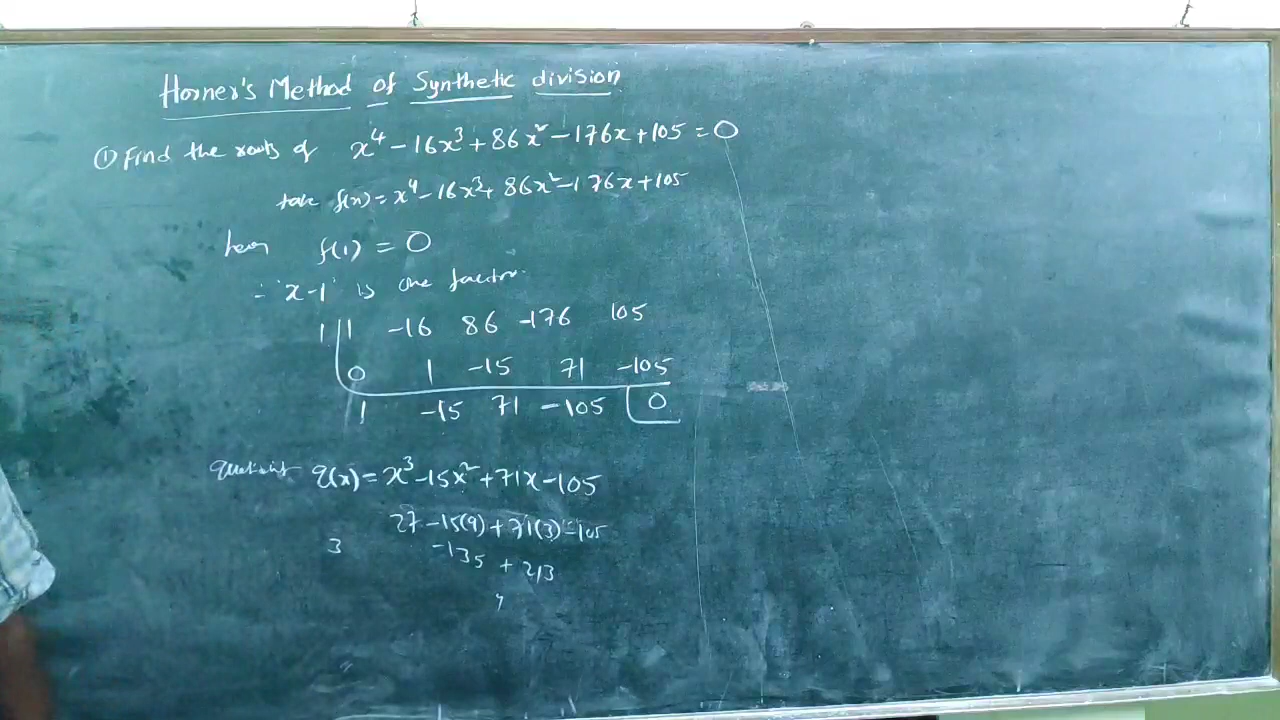 Horner's Method of Synthetic division
① Find the roots of x⁴ - 16x³ + 86x² - 176x + 105 = 0
take f(x) = x⁴ - 16x³ + 86x² - 176x + 105
f(1) = 0
∴ 'x-1' is one factor.
1 | 1 -16 86 -176 105
0 1 -15 71 -105
1 -15 71 -105 0
Quotient q(x) = x³ - 15x² + 71x - 105
27 - 15(9) + 71(3) - 105
3 -135 + 213